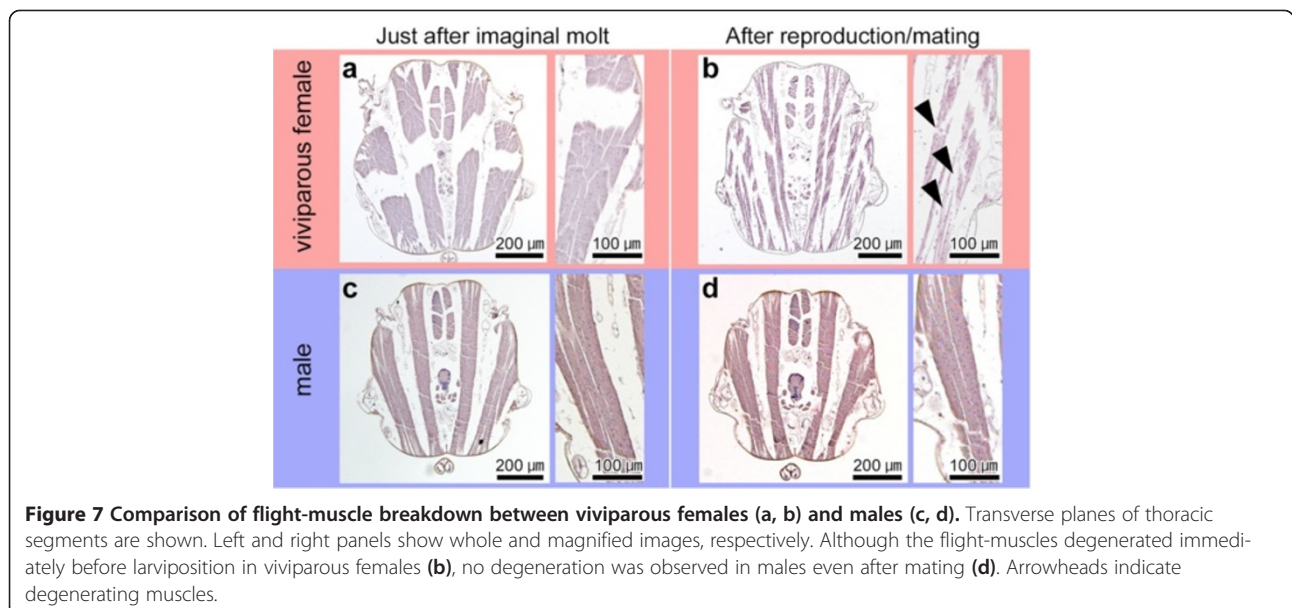 Just after imaginal molt
After reproduction/mating
viviparous female
a
200 µm
100 µm
b
200 µm
100 µm
male
c
200 µm
100 µm
d
200 µm
100 µm
Figure 7 Comparison of flight-muscle breakdown between viviparous females (a, b) and males (c, d). Transverse planes of thoracic
segments are shown. Left and right panels show whole and magnified images, respectively. Although the flight-muscles degenerated immedi-
ately before larviposition in viviparous females (b), no degeneration was observed in males even after mating (d). Arrowheads indicate
degenerating muscles.